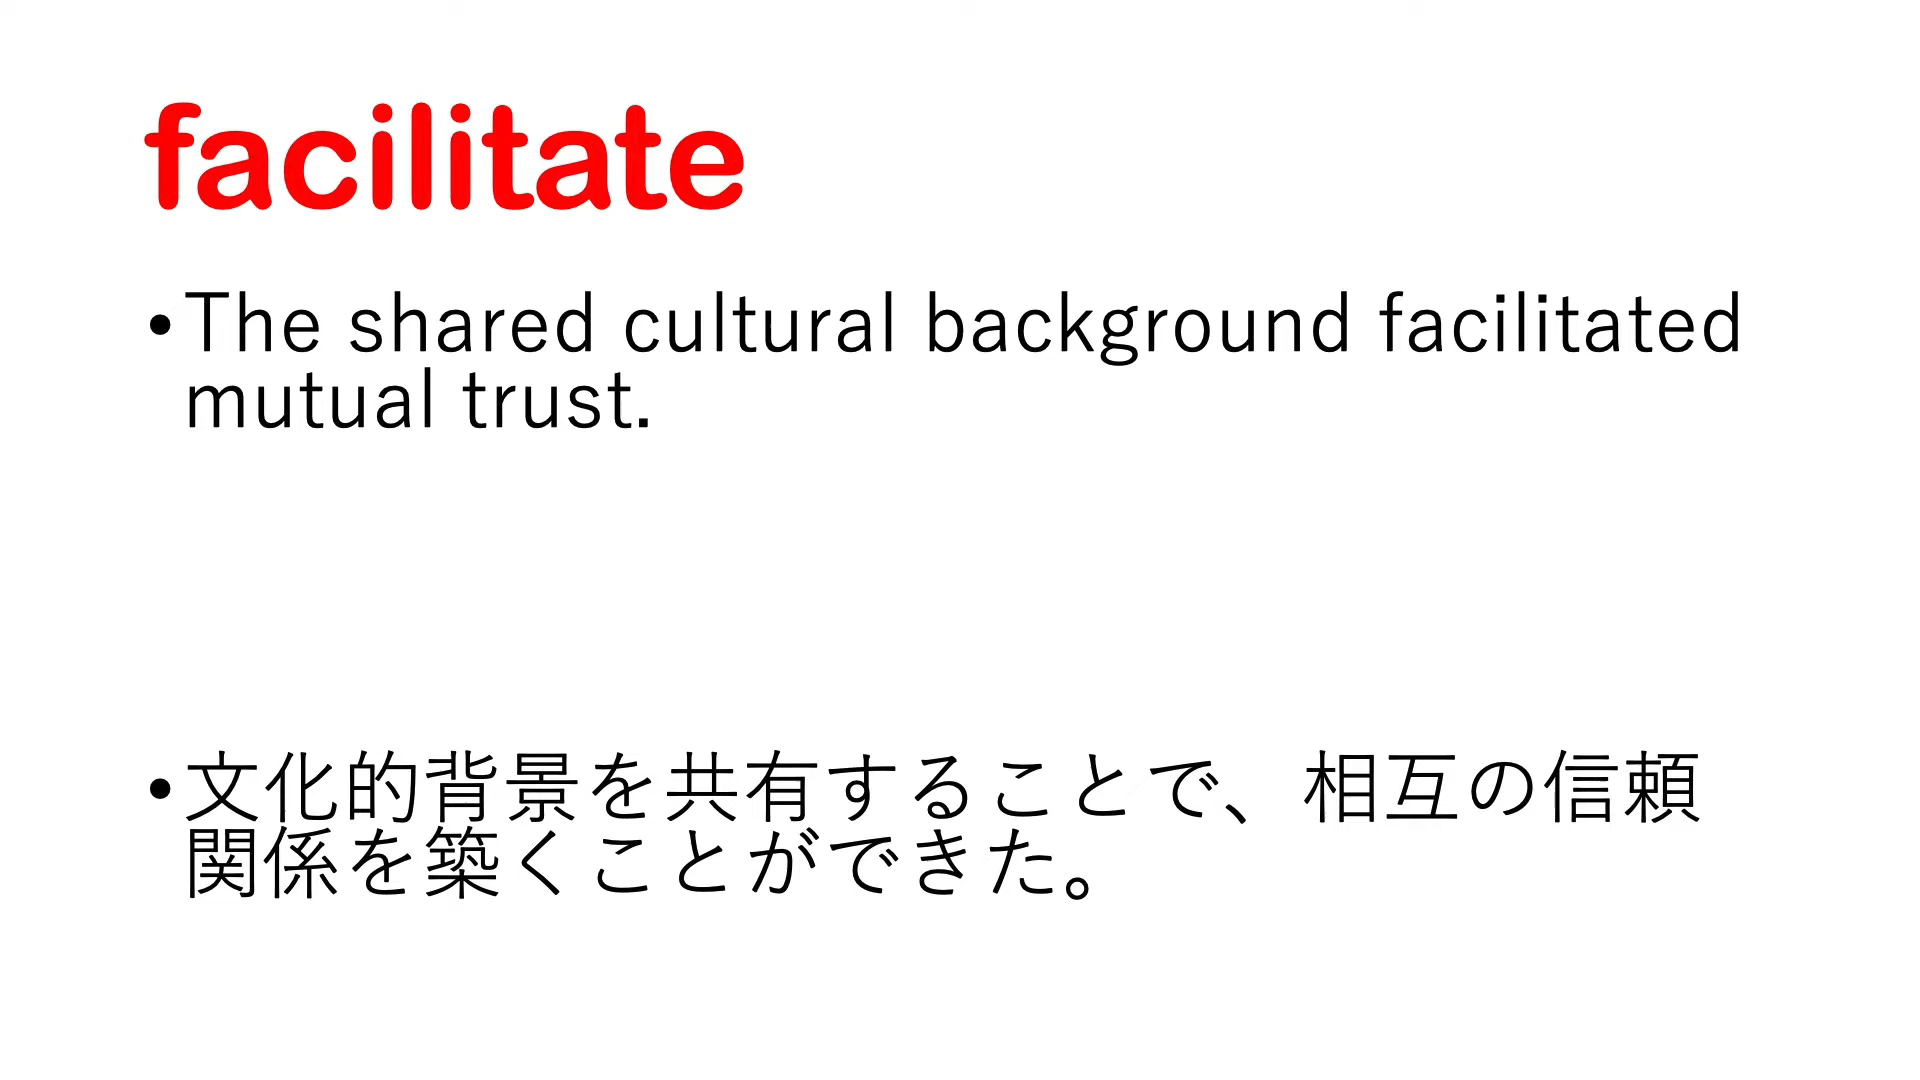 facilitate
•The shared cultural background facilitated
mutual trust.
•文化的背景を共有することで、相互の信頼
関係を築くことができた。